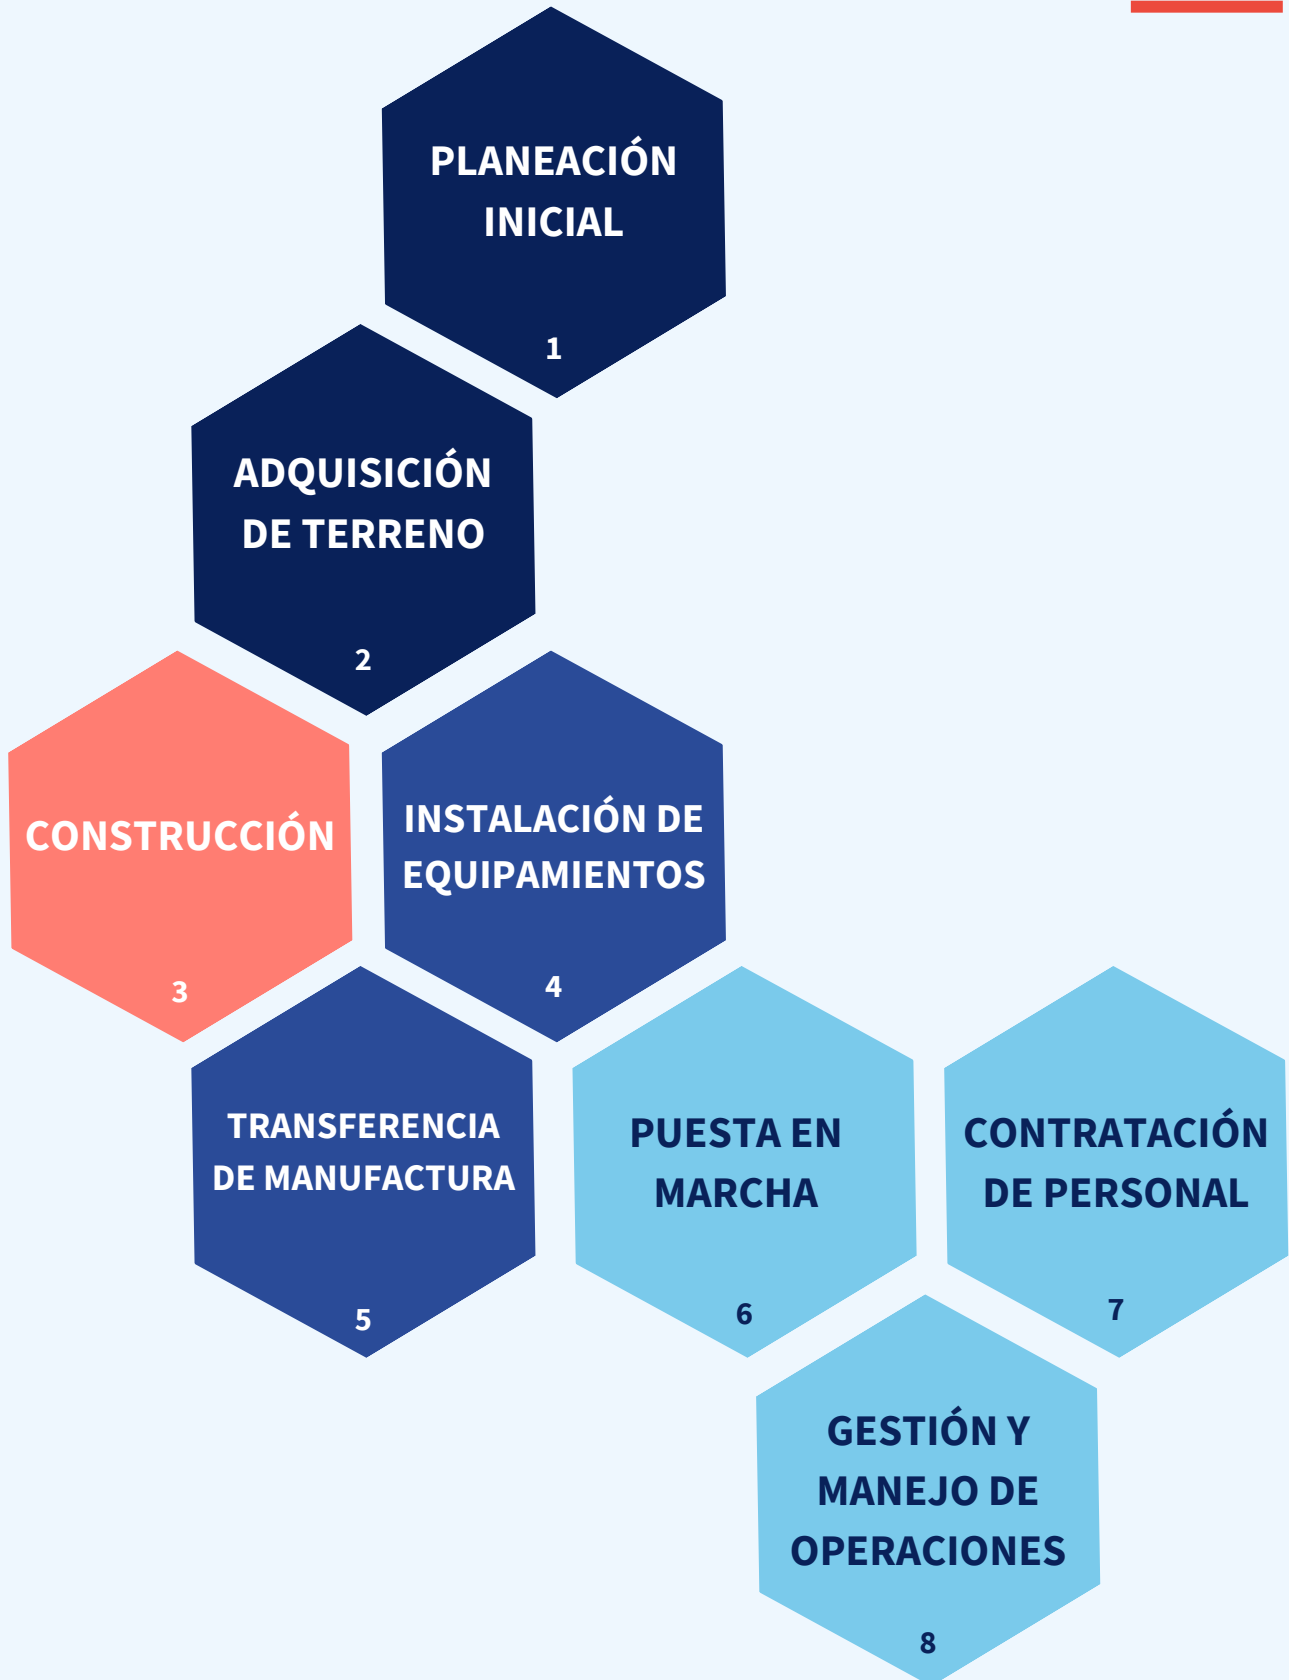 PLANEACIÓN
INICIAL
1
ADQUISICIÓN
DE TERRENO
2
CONSTRUCCIÓN
3
INSTALACIÓN DE
EQUIPAMIENTOS
4
TRANSFERENCIA
DE MANUFACTURA
5
PUESTA EN
MARCHA
6
CONTRATACIÓN
DE PERSONAL
7
GESTIÓN Y
MANEJO DE
OPERACIONES
8